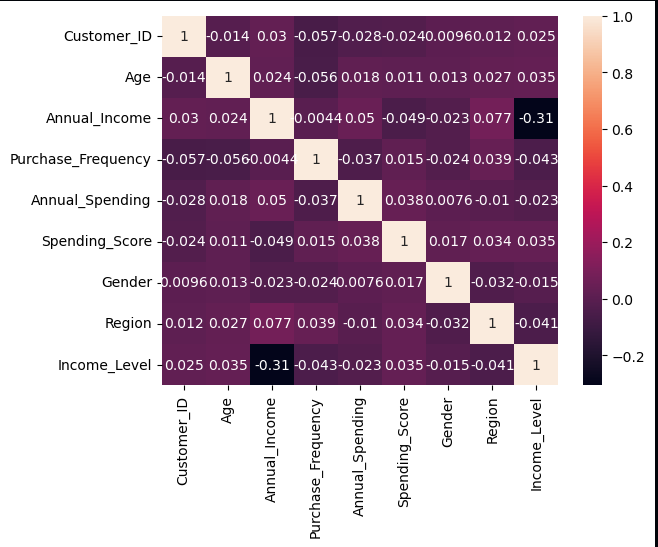 Customer_ID 1 -0.014 0.03 -0.057 -0.028 -0.024 0.0096 0.012 0.025
Age -0.014 1 0.024 -0.056 0.018 0.011 0.013 0.027 0.035
Annual_Income 0.03 0.024 1 -0.0044 0.05 -0.049 -0.023 0.077 -0.31
Purchase_Frequency -0.057 -0.056 -0.0044 1 -0.037 0.015 -0.024 0.039 -0.043
Annual_Spending -0.028 0.018 0.05 -0.037 1 0.038 0.0076 -0.01 -0.023
Spending_Score -0.024 0.011 -0.049 0.015 0.038 1 0.017 0.034 0.035
Gender 0.0096 0.013 -0.023 -0.024 0.0076 0.017 1 -0.032 -0.015
Region 0.012 0.027 0.077 0.039 -0.01 0.034 -0.032 1 -0.041
Income_Level 0.025 0.035 -0.31 -0.043 -0.023 0.035 -0.015 -0.041 1
Customer_ID
Age
Annual_Income
Purchase_Frequency
Annual_Spending
Spending_Score
Gender
Region
Income_Level
1.0
0.8
0.6
0.4
0.2
0.0
−0.2